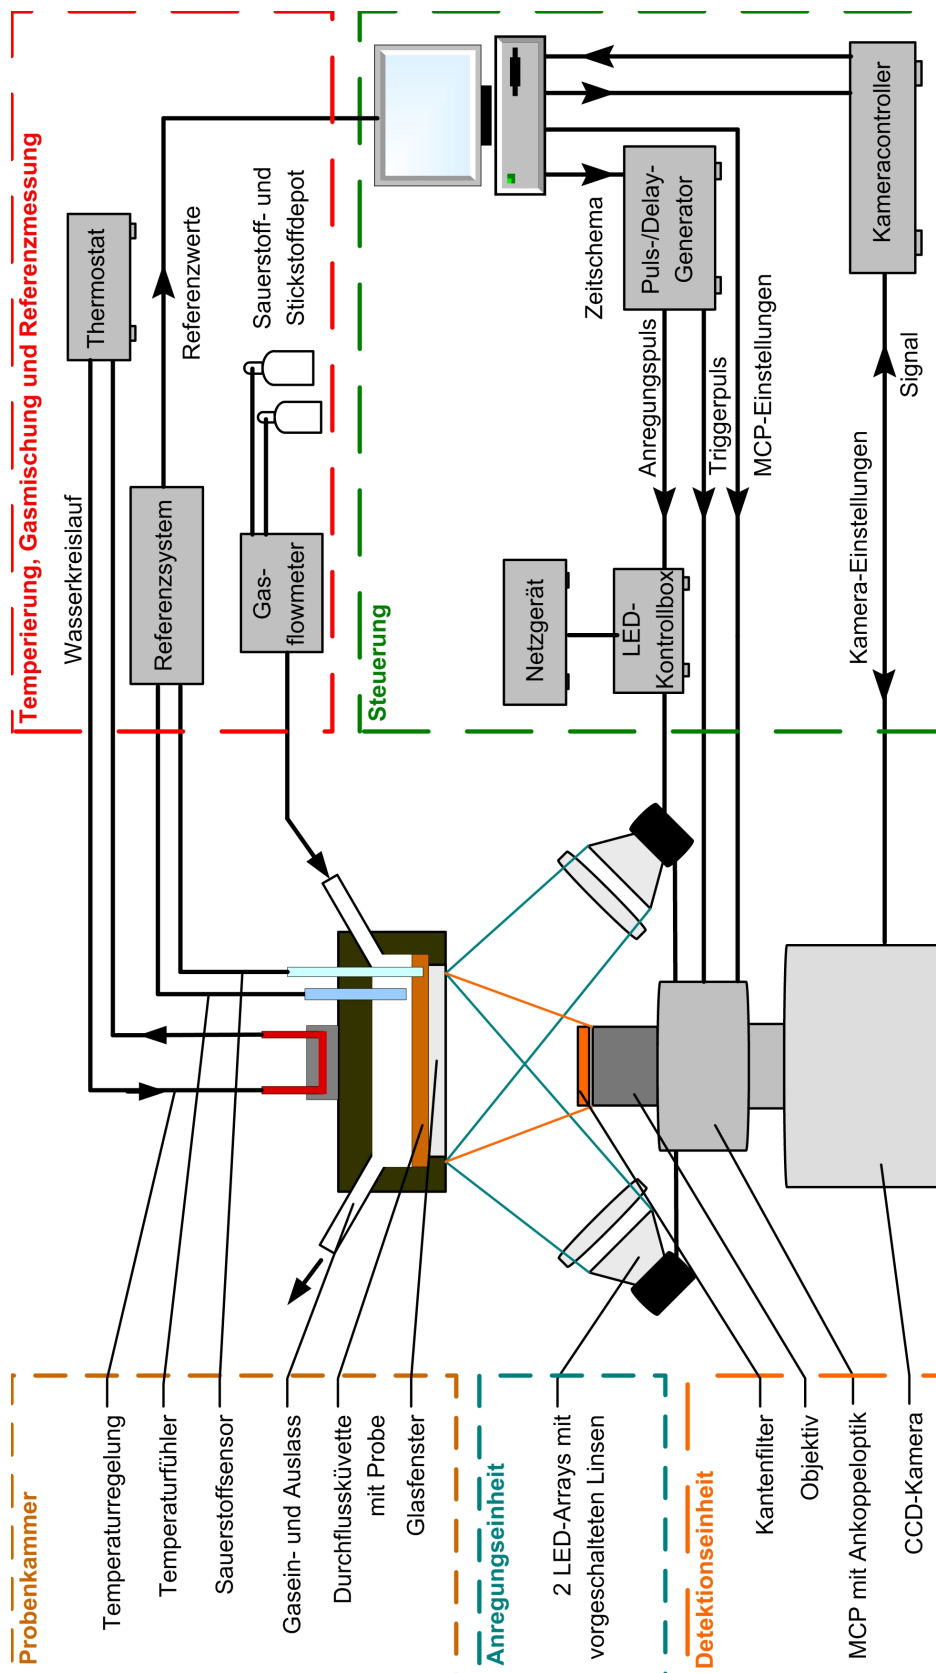 Probenkammer
Temperaturregelung
Temperaturfühler
Sauerstoffsensor
Gasein- und Auslass
Durchflussküvette
mit Probe
Glasfenster
Anregungseinheit
2 LED-Arrays mit
vorgeschalteten Linsen
Detektionseinheit
Kantenfilter
Objektiv
MCP mit Ankoppeloptik
CCD-Kamera
Temperierung, Gasmischung und Referenzmessung
Wasserkreislauf
Thermostat
Referenzsystem
Referenzwerte
Gas-
flowmeter
Sauerstoff- und
Stickstoffdepot
Steuerung
Netzgerät
LED-
Kontrollbox
Zeitschema
Puls-/Delay-
Generator
Anregungspuls
Triggerpuls
MCP-Einstellungen
Kamera-Einstellungen
Signal
Kameracontroller